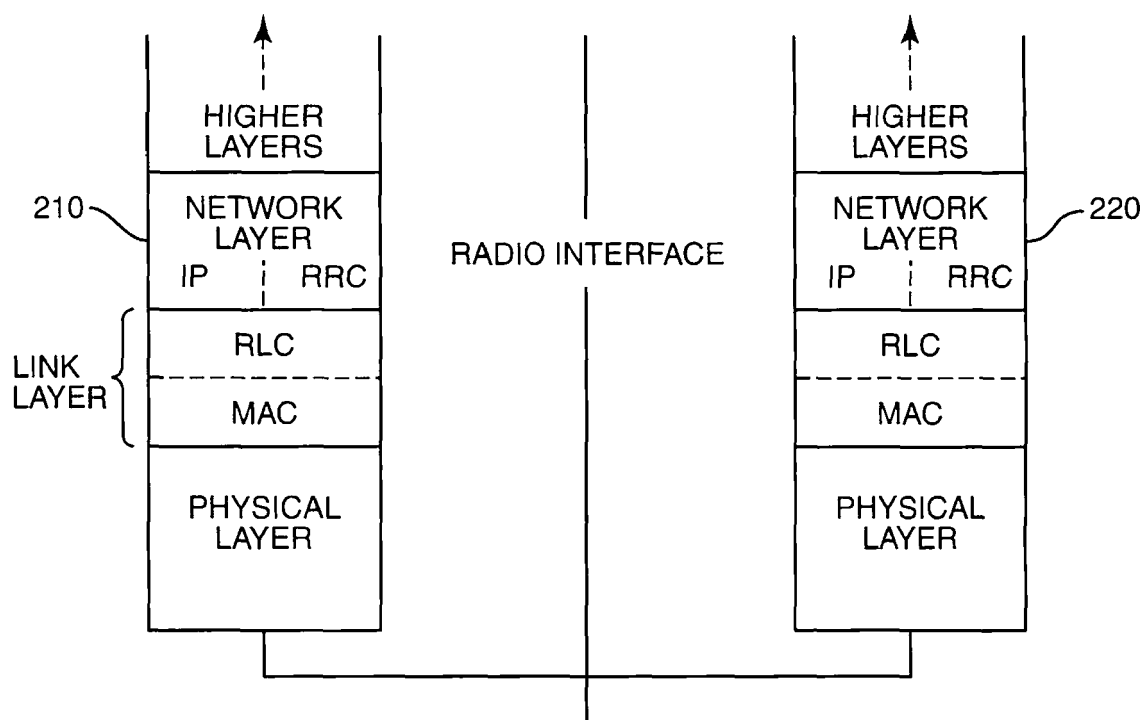 HIGHER
LAYERS
210
NETWORK
LAYER
IP RRC
LINK
LAYER
RLC
MAC
PHYSICAL
LAYER
RADIO INTERFACE
HIGHER
LAYERS
NETWORK
LAYER
220
IP RRC
RLC
MAC
PHYSICAL
LAYER